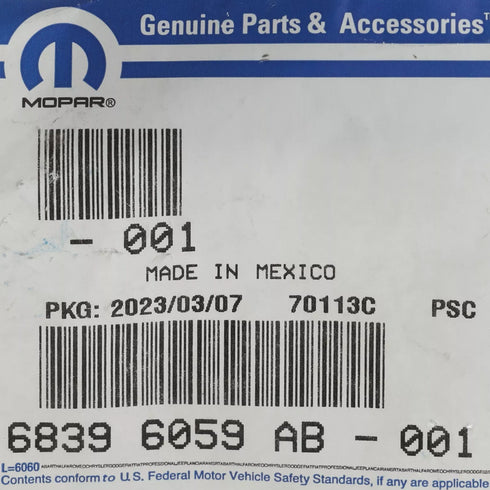 Genuine Parts & Accessories™
MOPAR®
- 001
MADE IN MEXICO
PKG: 2023/03/07 70113C PSC
6839 6059 AB - 001
L=6060
Contents conform to U.S. Federal Motor Vehicle Safety Standards, if any are applicable